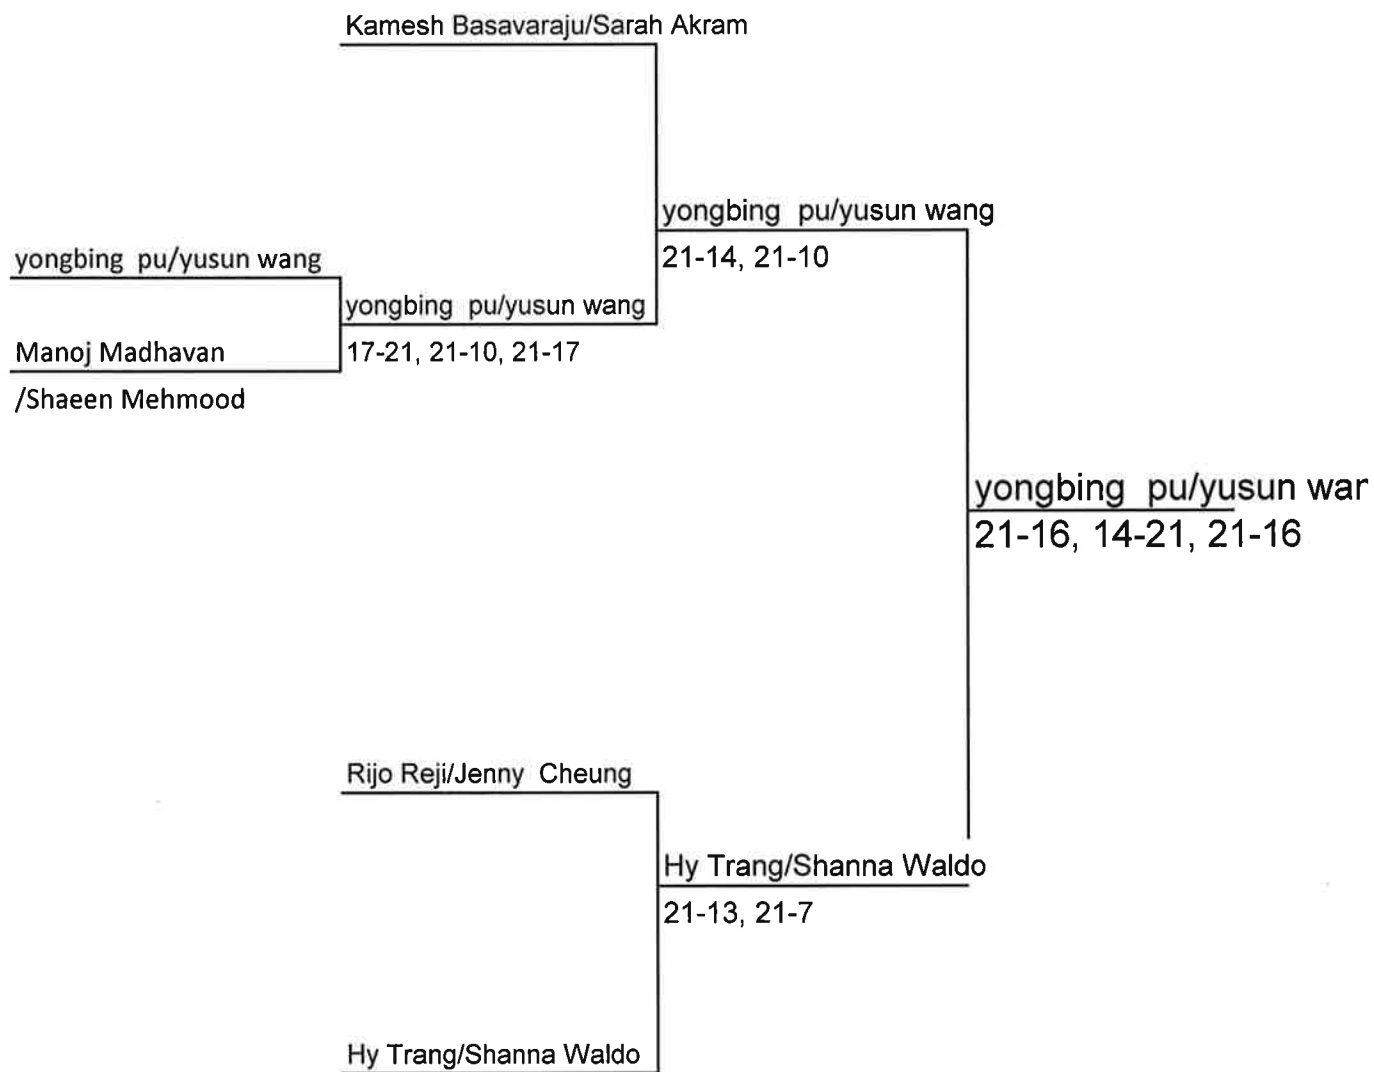 Kamesh Basavaraju/Sarah Akram
yongbing pu/yusun wang
21-14, 21-10
yongbing pu/yusun wang
yongbing pu/yusun wang
17-21, 21-10, 21-17
Manoj Madhavan
/Shaeen Mehmood
yongbing pu/yusun war
21-16, 14-21, 21-16
Rijo Reji/Jenny Cheung
Hy Trang/Shanna Waldo
21-13, 21-7
Hy Trang/Shanna Waldo